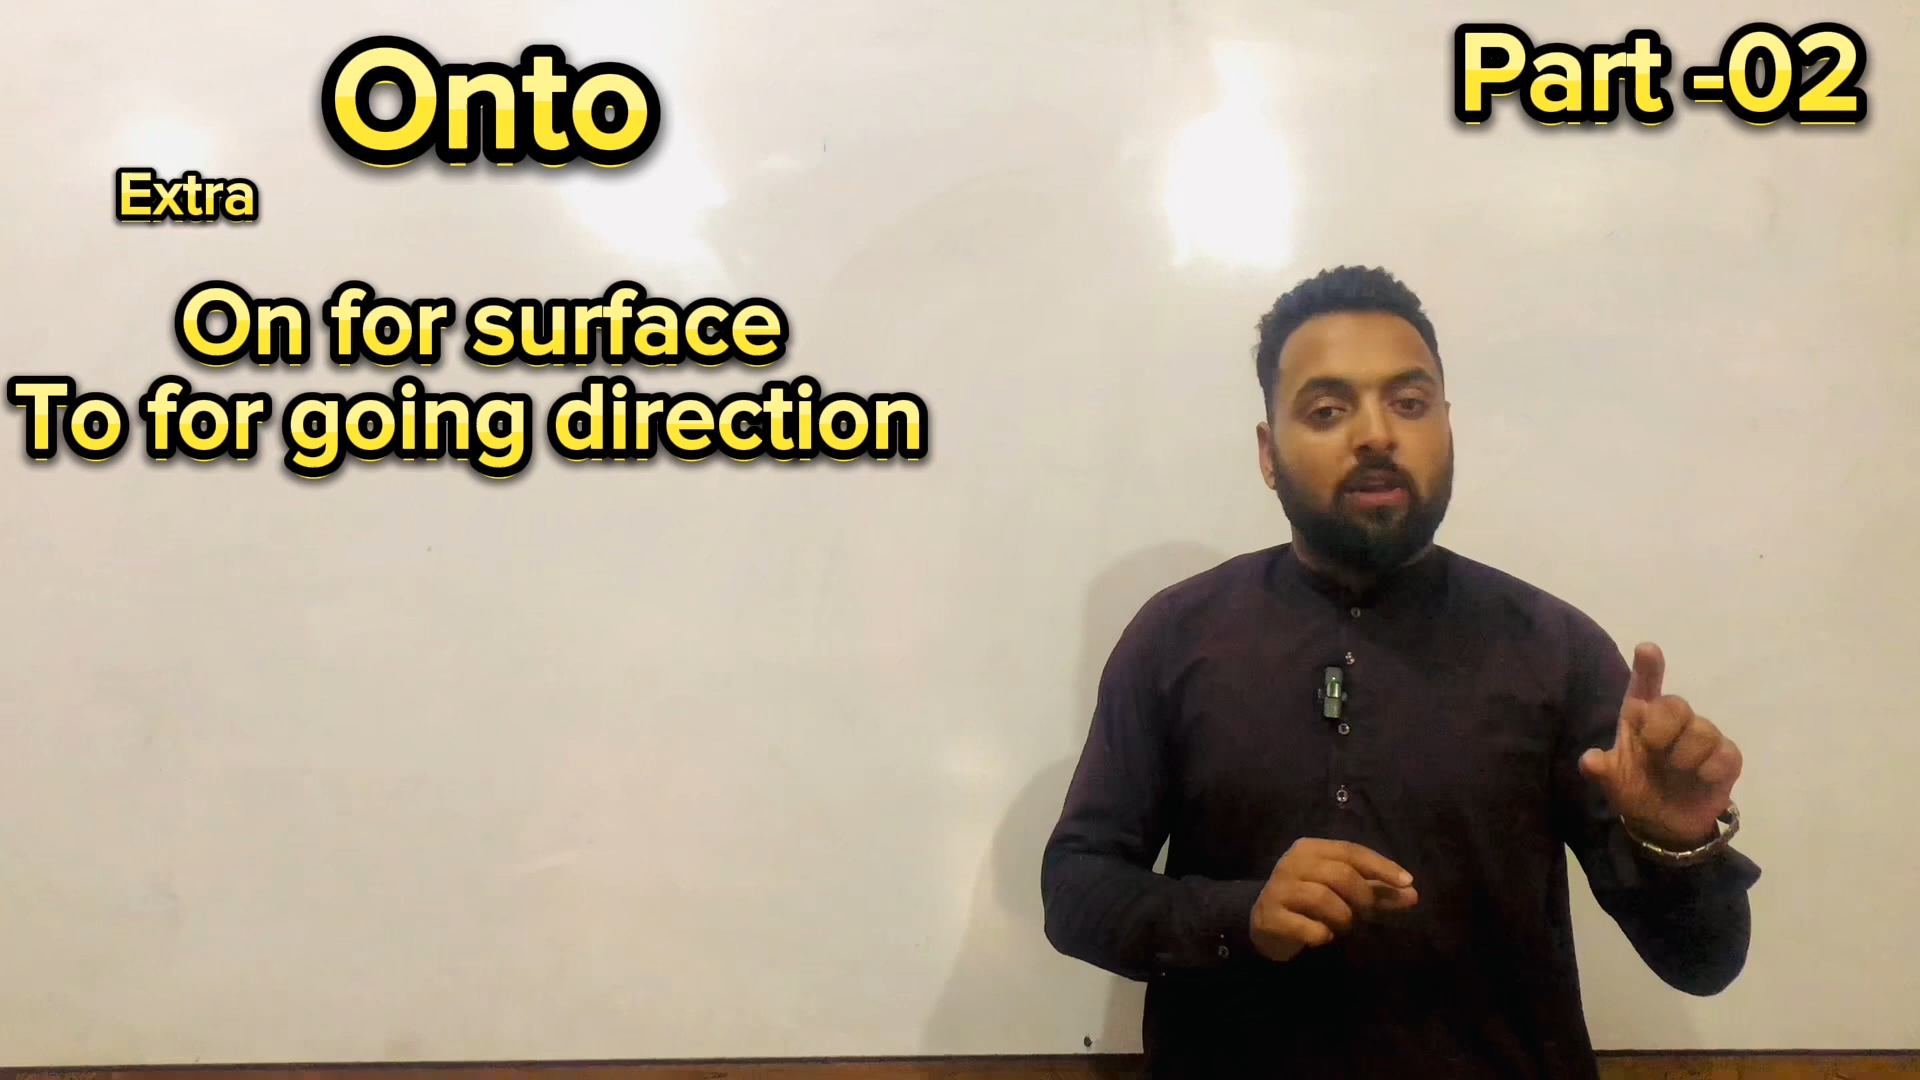 Onto
Part -02
Extra
On for surface
To for going direction